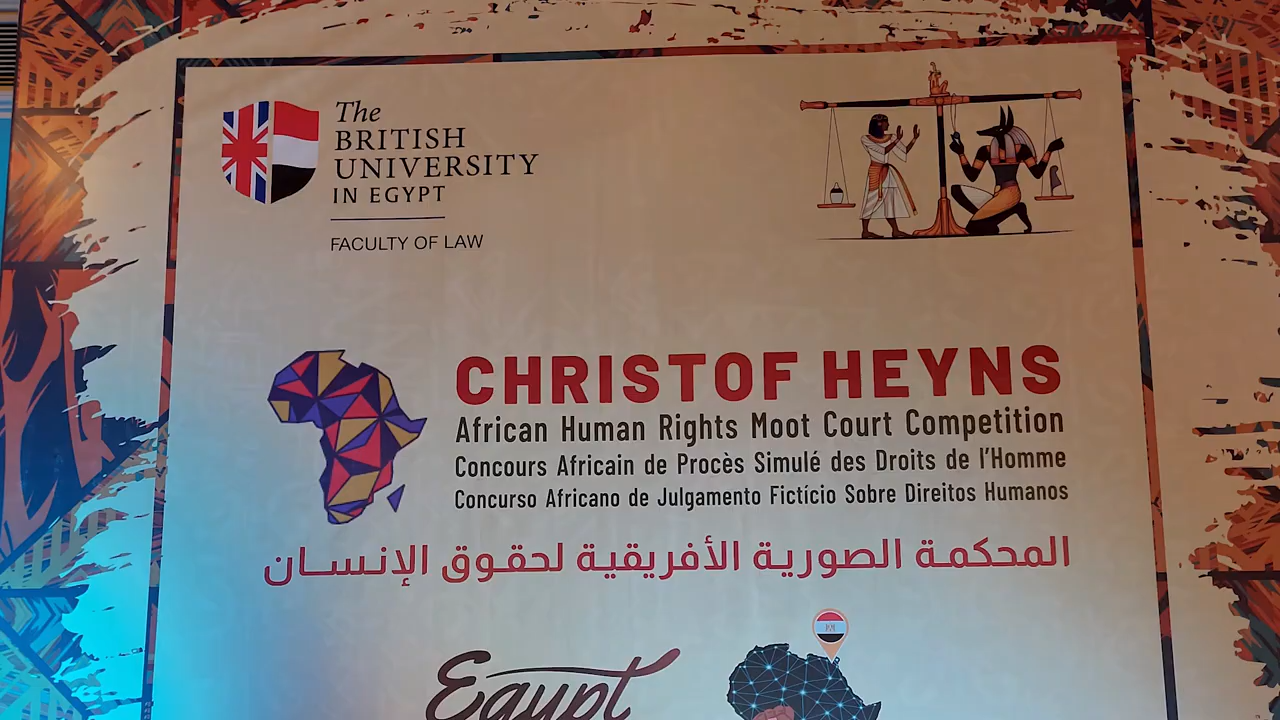 The
BRITISH
UNIVERSITY
IN EGYPT
FACULTY OF LAW
CHRISTOF HEYNS
African Human Rights Moot Court Competition
Concours Africain de Procès Simulé des Droits de l'Homme
Concurso Africano de Julgamento Fictício Sobre Direitos Humanos
المحكمة الصورية الأفريقية لحقوق الإنسان
Egypt